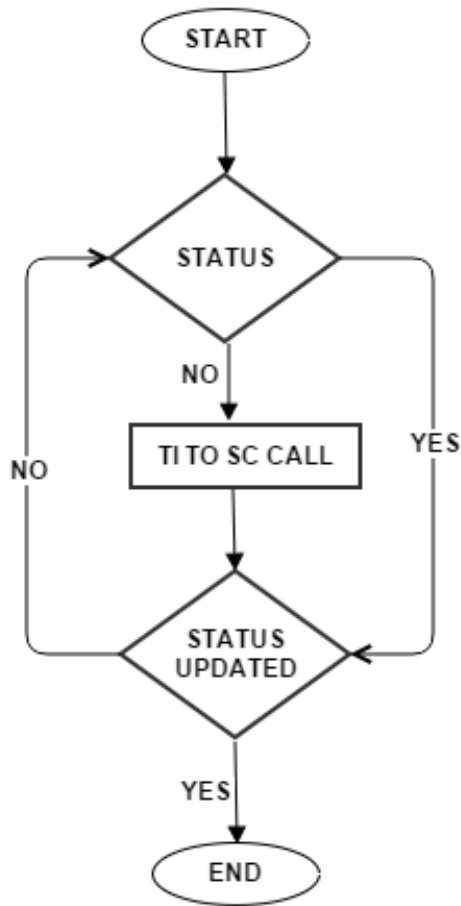 START
STATUS
NO
YES
TI TO SC CALL
NO
STATUS
UPDATED
YES
END